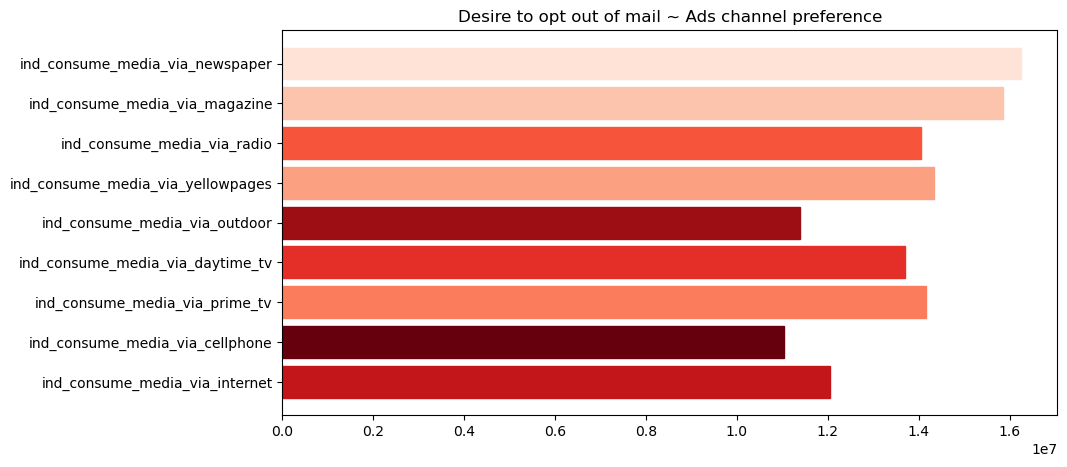 Desire to opt out of mail ~ Ads channel preference
ind_consume_media_via_newspaper
ind_consume_media_via_magazine
ind_consume_media_via_radio
ind_consume_media_via_yellowpages
ind_consume_media_via_outdoor
ind_consume_media_via_daytime_tv
ind_consume_media_via_prime_tv
ind_consume_media_via_cellphone
ind_consume_media_via_internet
0.0 0.2 0.4 0.6 0.8 1.0 1.2 1.4 1.6
1e7